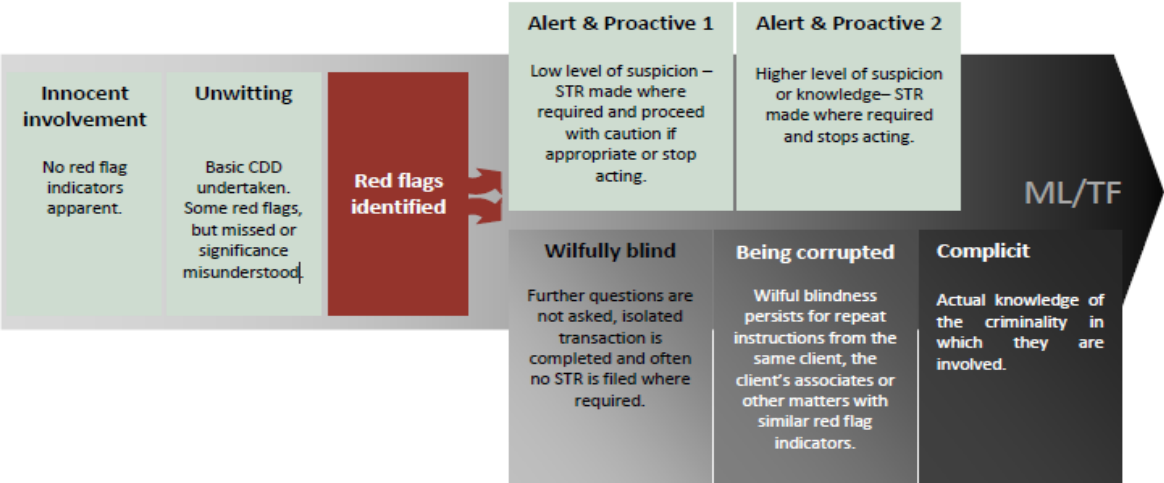 Innocent
involvement
No red flag
indicators
apparent.
Unwitting
Basic CDD
undertaken.
Some red flags,
but missed or
significance
misunderstood.
Red flags
identified
Alert & Proactive 1
Low level of suspicion –
STR made where
required and proceed
with caution if
appropriate or stop
acting.
Alert & Proactive 2
Higher level of suspicion
or knowledge– STR
made where required
and stops acting.
ML/TF
Wilfully blind
Further questions are
not asked, isolated
transaction is
completed and often
no STR is filed where
required.
Being corrupted
Wilful blindness
persists for repeat
instructions from the
same client, the
client's associates or
other matters with
similar red flag
indicators.
Complicit
Actual knowledge of
the criminality in
which they are
involved.